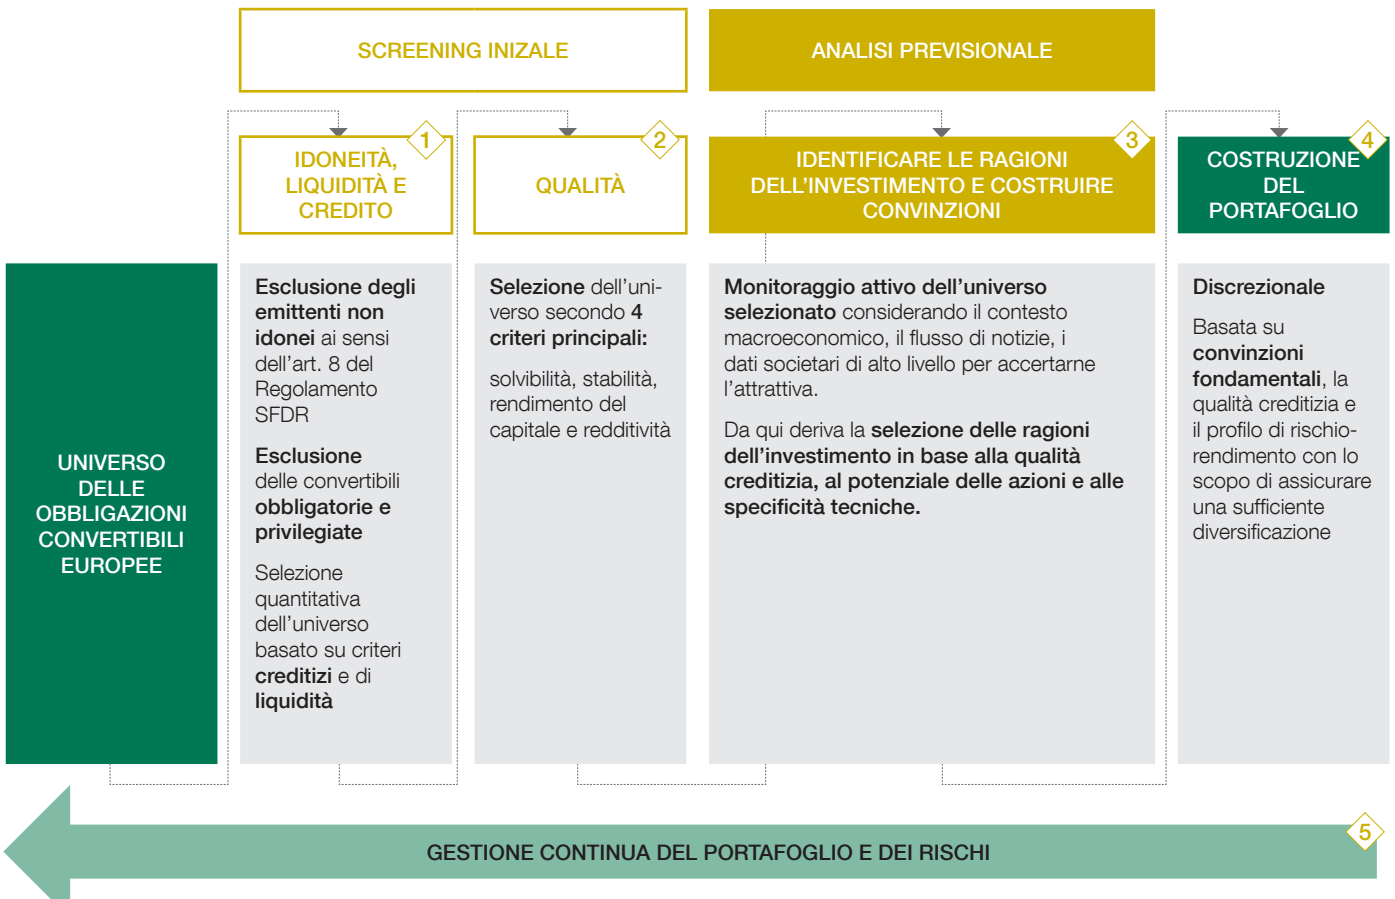 SCREENING INIZALE
ANALISI PREVISIONALE
1
IDONEITÀ,
LIQUIDITÀ E
CREDITO
2
QUALITÀ
3
IDENTIFICARE LE RAGIONI
DELL'INVESTIMENTO E COSTRUIRE
CONVINZIONI
4
COSTRUZIONE
DEL
PORTAFOGLIO
UNIVERSO
DELLE
OBBLIGAZIONI
CONVERTIBILI
EUROPEE
Esclusione degli
emittenti non
idonei ai sensi
dell'art. 8 del
Regolamento
SFDR
Esclusione
delle convertibili
obbligatorie e
privilegiate
Selezione
quantitativa
dell'universo
basato su criteri
creditizi e di
liquidità
Selezione dell'uni-
verso secondo 4
criteri principali:
solvibilità, stabilità,
rendimento del
capitale e redditività
Monitoraggio attivo dell'universo
selezionato considerando il contesto
macroeconomico, il flusso di notizie, i
dati societari di alto livello per accertarne
l'attrattiva.
Da qui deriva la selezione delle ragioni
dell'investimento in base alla qualità
creditizia, al potenziale delle azioni e alle
specificità tecniche.
Discrezionale
Basata su
convinzioni
fondamentali, la
qualità creditizia e
il profilo di rischio-
rendimento con lo
scopo di assicurare
una sufficiente
diversificazione
5
GESTIONE CONTINUA DEL PORTAFOGLIO E DEI RISCHI